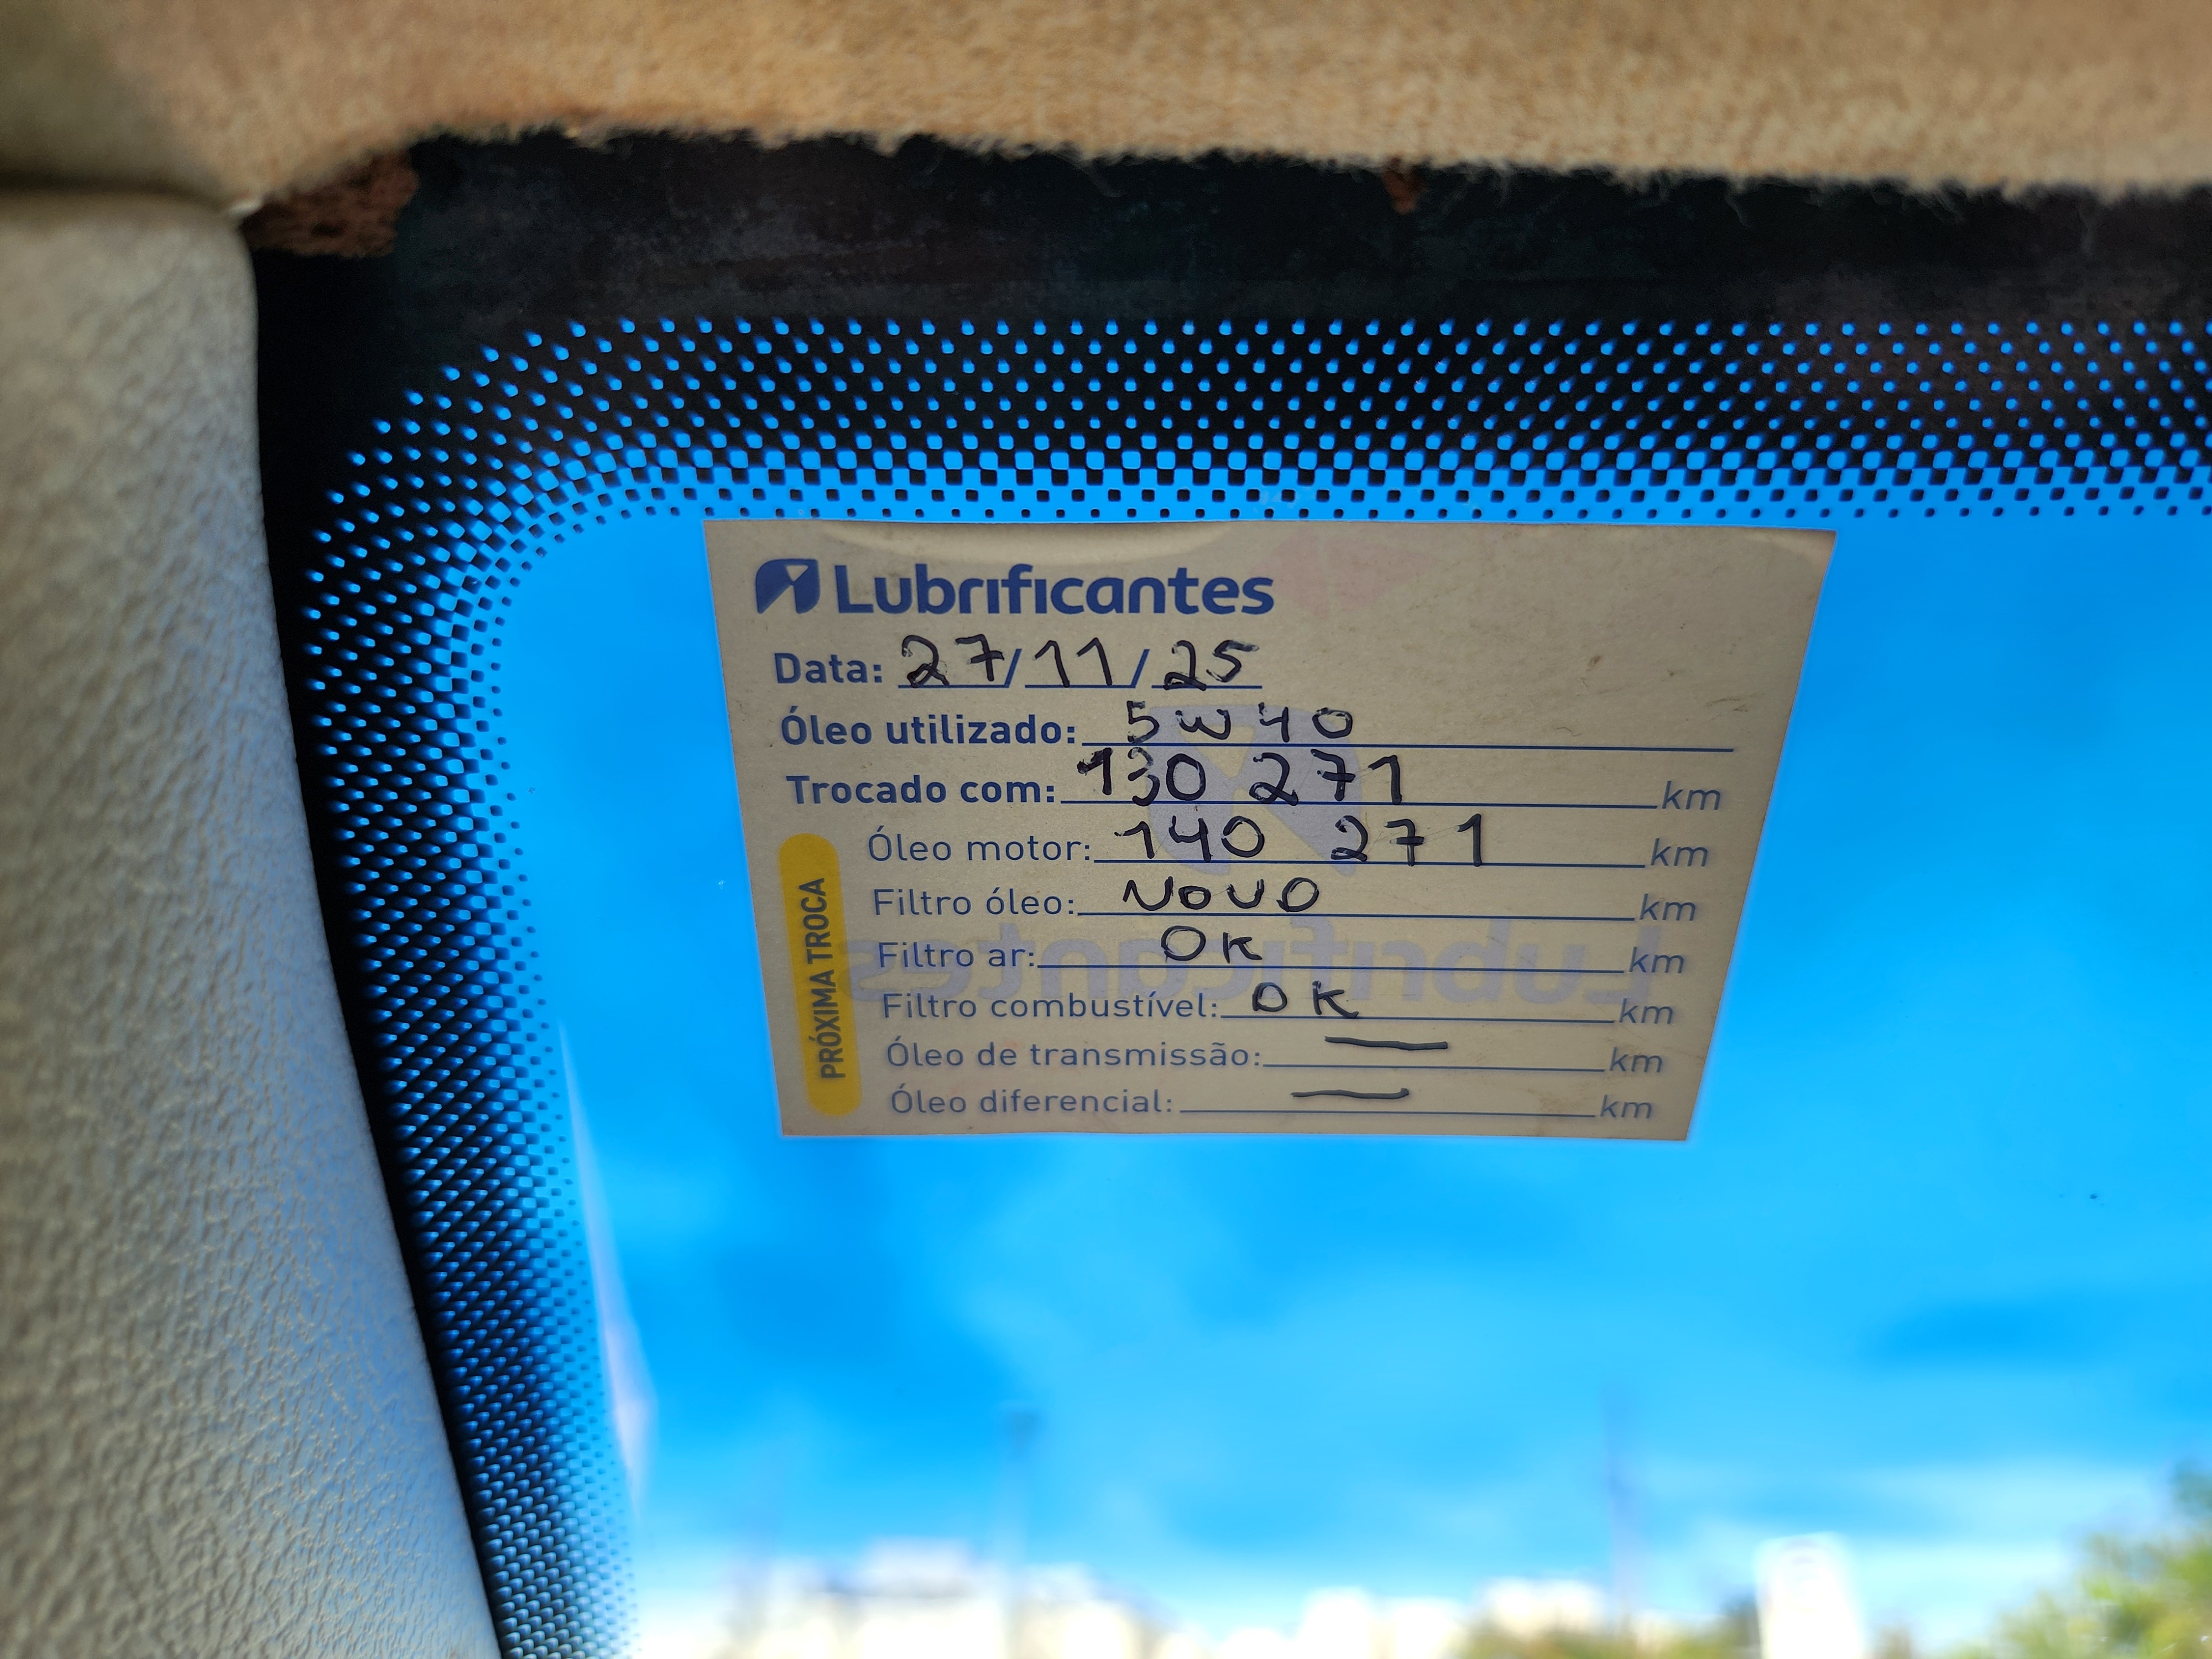 Lubrificantes
Data: 27/11/25
Óleo utilizado: 5W40
Trocado com: 130 271 km
PRÓXIMA TROCA
Óleo motor: 140 271 km
Filtro óleo: NOVO km
Filtro ar: OK km
Filtro combustível: OK km
Óleo de transmissão: — km
Óleo diferencial: — km
Lubrificantes